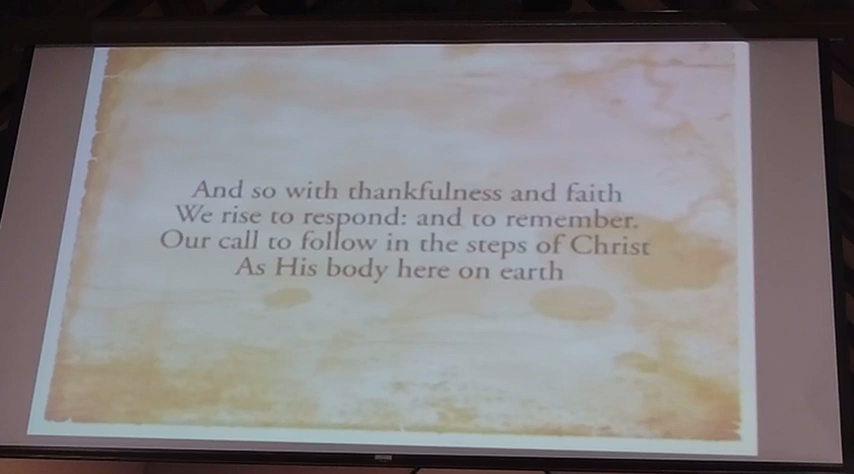 And so with thankfulness and faith
We rise to respond: and to remember.
Our call to follow in the steps of Christ
As His body here on earth